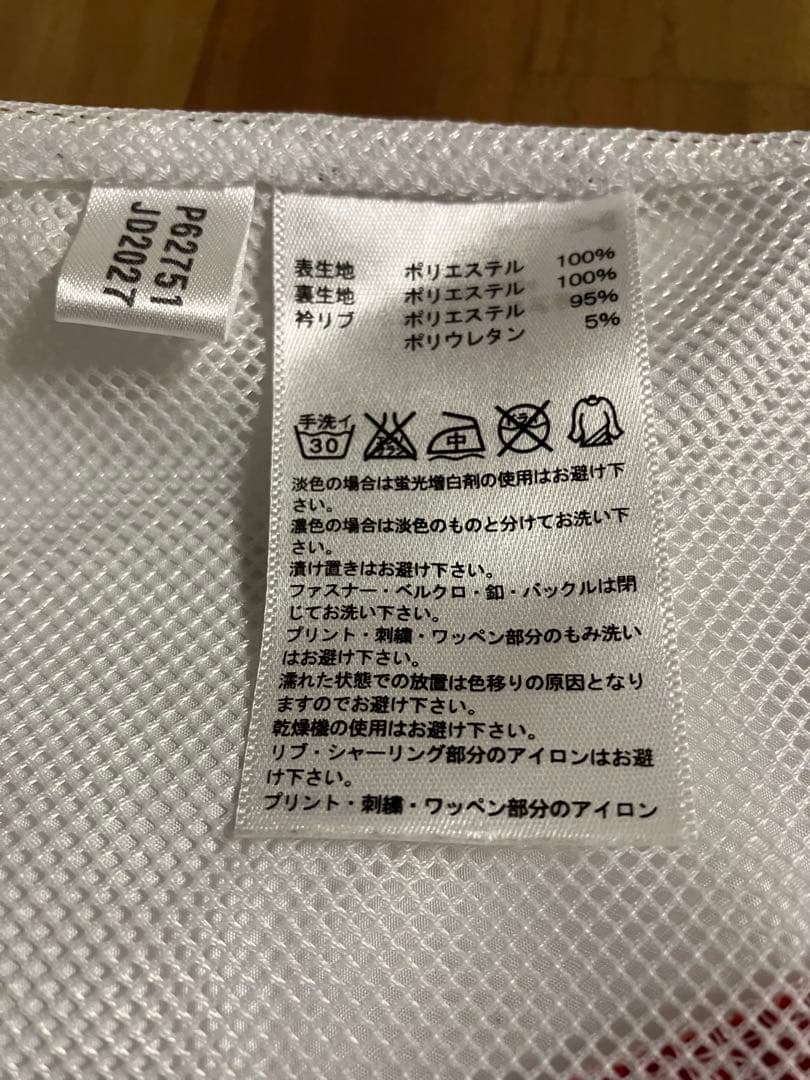 P62751
JD2027
表生地 ポリエステル 100%
裏生地 ポリエステル 100%
衿リブ ポリエステル 95%
ポリウレタン 5%
手洗イ
30
中
淡色の場合は蛍光増白剤の使用はお避け下
さい。
濃色の場合は淡色のものと分けてお洗い下
さい。
漬け置きはお避け下さい。
ファスナー・ベルクロ・釦・バックルは閉
じてお洗い下さい。
プリント・刺繍・ワッペン部分のもみ洗い
はお避け下さい。
濡れた状態での放置は色移りの原因となり
ますのでお避け下さい。
乾燥機の使用はお避け下さい。
リブ・シャーリング部分のアイロンはお避
け下さい。
プリント・刺繍・ワッペン部分のアイロン